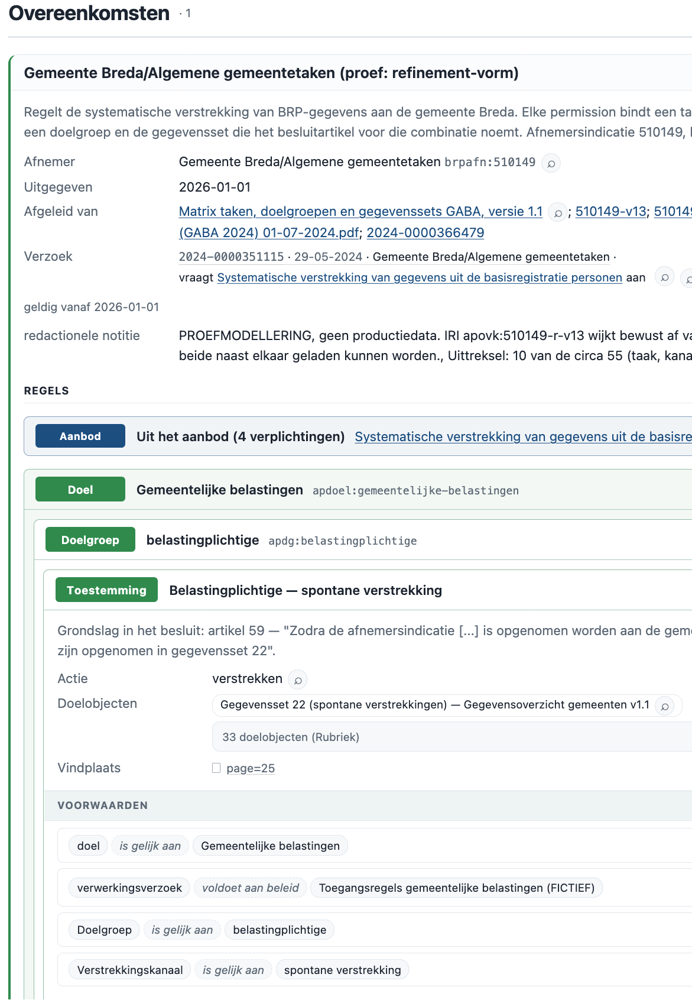 Overeenkomsten · 1
Gemeente Breda/Algemene gemeentetaken (proef: refinement-vorm)
Regelt de systematische verstrekking van BRP-gegevens aan de gemeente Breda. Elke permission bindt een ta
een doelgroep en de gegevensset die het besluitartikel voor die combinatie noemt. Afnemersindicatie 510149,
Afnemer Gemeente Breda/Algemene gemeentetaken brpafn:510149
Uitgegeven 2026-01-01
Afgeleid van Matrix taken, doelgroepen en gegevenssets GABA, versie 1.1 ; 510149-v13; 510149
(GABA 2024) 01-07-2024.pdf; 2024-0000366479
Verzoek 2024-0000351115 · 29-05-2024 · Gemeente Breda/Algemene gemeentetaken ·
vraagt Systematische verstrekking van gegevens uit de basisregistratie personen aan
geldig vanaf 2026-01-01
redactionele notitie PROEFMODELLERING, geen productiedata. IRI apovk:510149-r-v13 wijkt bewust af va
beide naast elkaar geladen kunnen worden., Uittreksel: 10 van de circa 55 (taak, kana
REGELS
Aanbod Uit het aanbod (4 verplichtingen) Systematische verstrekking van gegevens uit de basisre
Doel Gemeentelijke belastingen apdoel:gemeentelijke-belastingen
Doelgroep belastingplichtige apdg:belastingplichtige
Toestemming Belastingplichtige — spontane verstrekking
Grondslag in het besluit: artikel 59 — "Zodra de afnemersindicatie [...] is opgenomen worden aan de gem
zijn opgenomen in gegevensset 22".
Actie verstrekken
Doelobjecten Gegevensset 22 (spontane verstrekkingen) — Gegevensoverzicht gemeenten v1.1
33 doelobjecten (Rubriek)
Vindplaats page=25
VOORWAARDEN
doel is gelijk aan Gemeentelijke belastingen
verwerkingsverzoek voldoet aan beleid Toegangsregels gemeentelijke belastingen (FICTIEF)
Doelgroep is gelijk aan belastingplichtige
Verstrekkingskanaal is gelijk aan spontane verstrekking